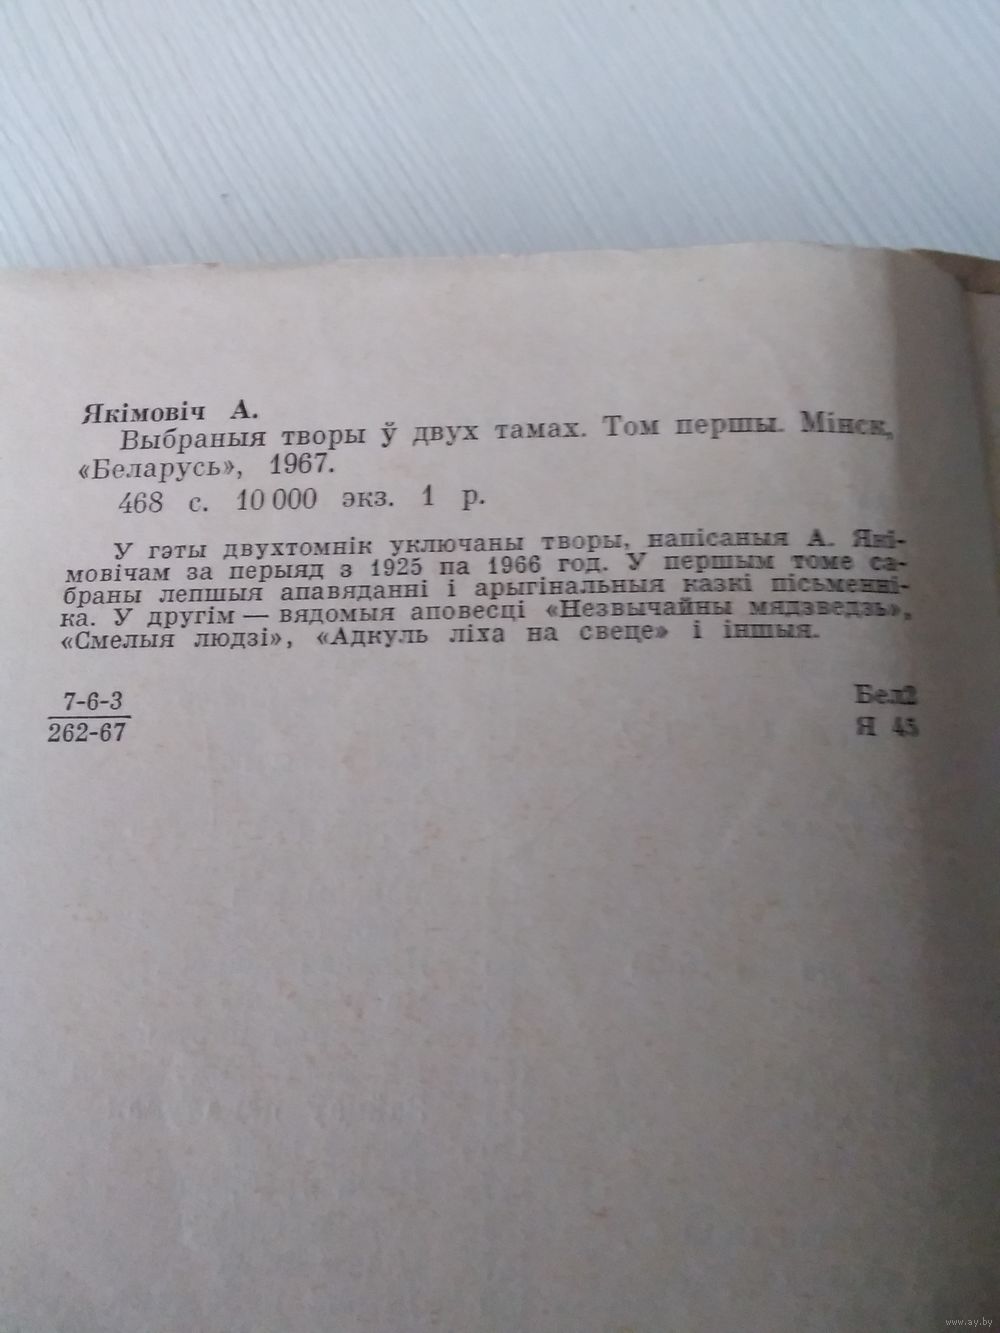 Якімовіч А.
Выбраныя творы ў двух тамах. Том першы. Мінск,
«Беларусь», 1967.
468 с. 10 000 экз. 1 р.
У гэты двухтомнік уключаны творы, напісаныя А. Які-
мовічам за перыяд з 1925 па 1966 год. У першым томе са-
браны лепшыя апавяданні і арыгінальныя казкі пісьменні-
ка. У другім — вядомыя аповесці «Незвычайны мядзведзь»,
«Смелыя людзі», «Адкуль ліха на свеце» і іншыя.
7-6-3
262-67
Бел2
Я 45
www.ay.by